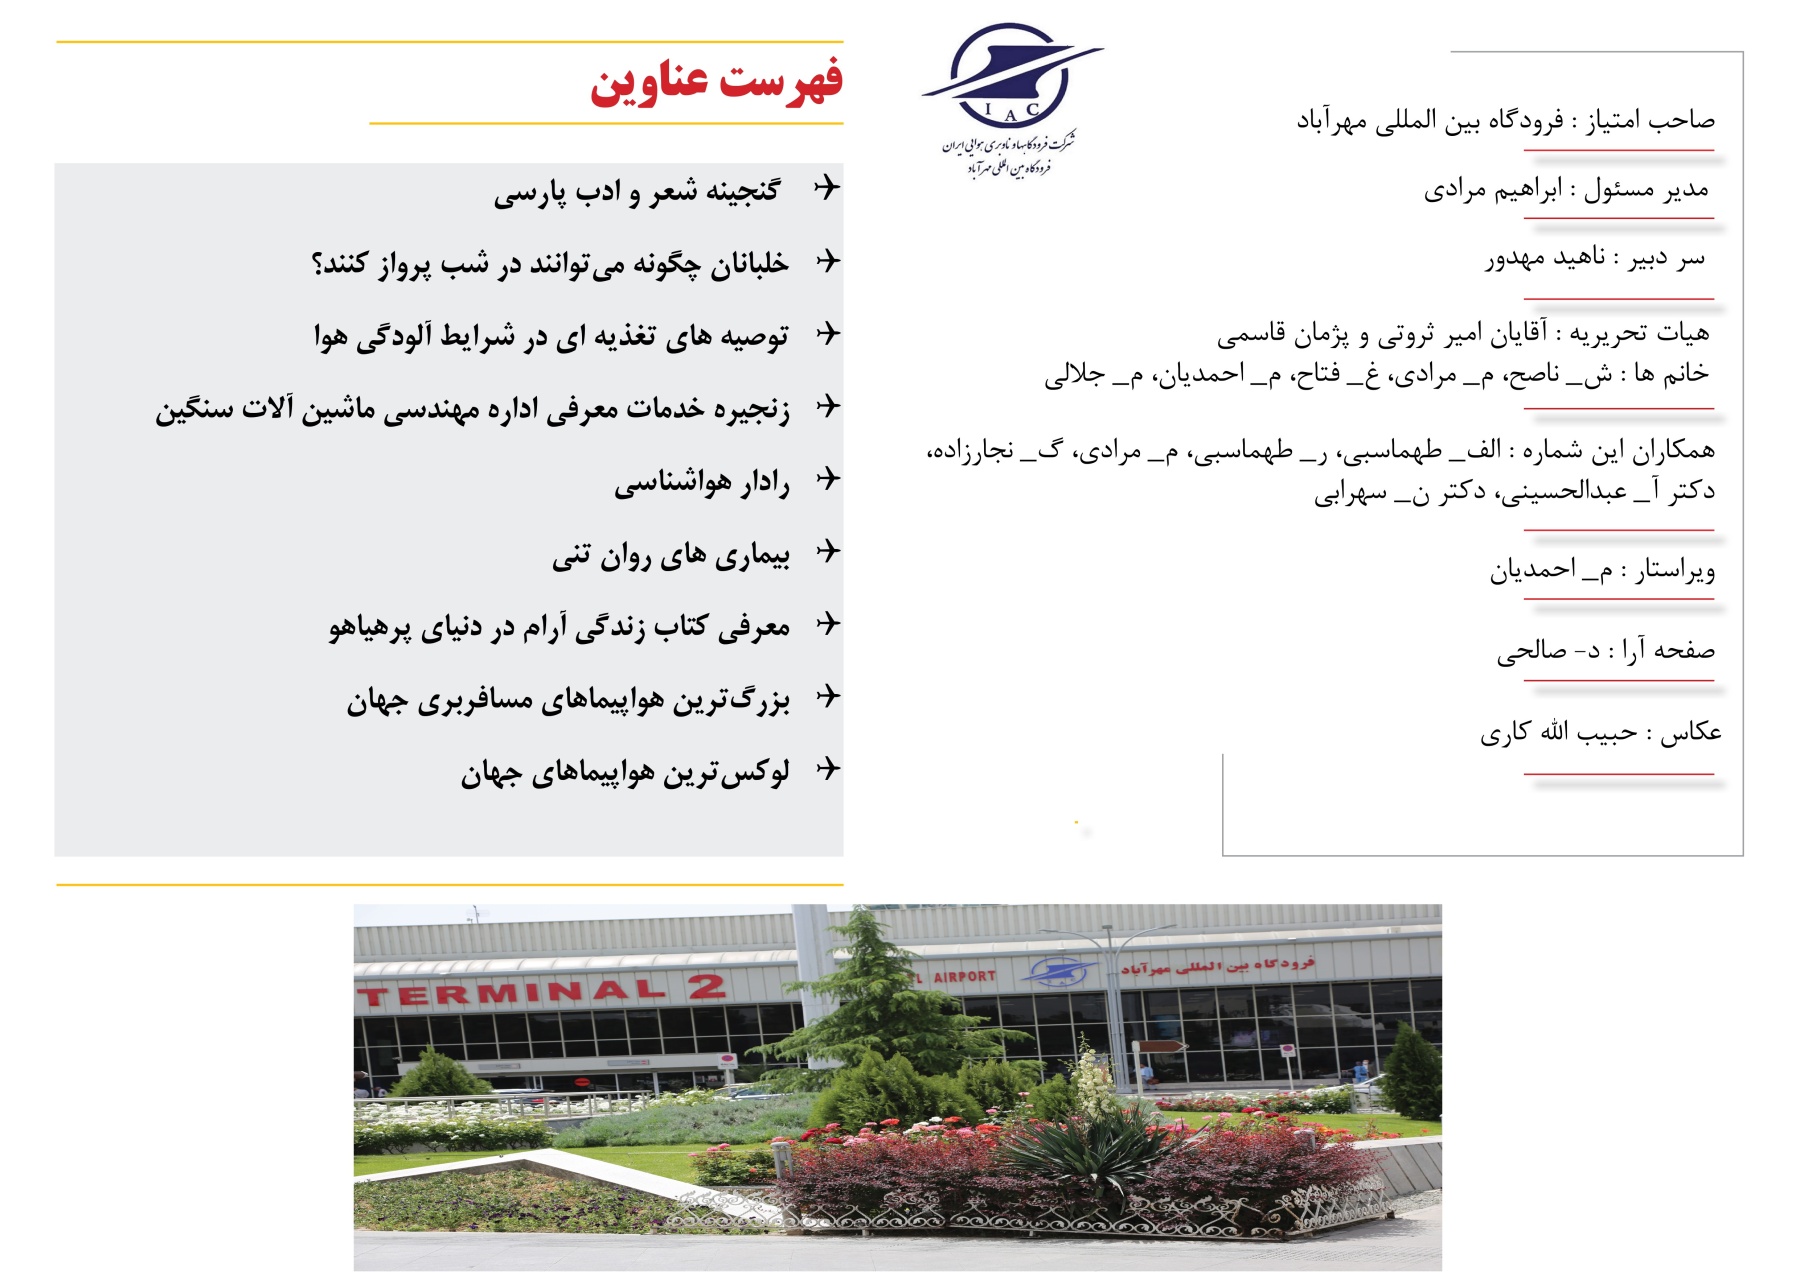 صاحب امتیاز : فرودگاه بین المللی مهرآباد
مدیر مسئول : ابراهیم مرادی
سر دبیر : ناهید مهدور
هیات تحریریه : آقایان امیر ثروتی و پژمان قاسمی
خانم ها : ش_ ناصح، م_ مرادی، غ_ فتاح، م_ احمدیان، م_ جلالی
همکاران این شماره : الف_ طهماسبی، ر_ طهماسبی، م_ مرادی، گ_ نجارزاده،
دکتر آ_ عبدالحسینی، دکتر ن_ سهرابی
ویراستار : م_ احمدیان
صفحه آرا : د- صالحی
عکاس : حبیب الله کاری
I A C
شرکت فرودگاهها و ناوبری هوایی ایران
فرودگاه بین المللی مهرآباد
فهرست عناوین
گنجینه شعر و ادب پارسی
خلبانان چگونه می‌توانند در شب پرواز کنند؟
توصیه های تغذیه ای در شرایط آلودگی هوا
زنجیره خدمات معرفی اداره مهندسی ماشین آلات سنگین
رادار هواشناسی
بیماری های روان تنی
معرفی کتاب زندگی آرام در دنیای پرهیاهو
بزرگ‌ترین هواپیماهای مسافربری جهان
لوکس‌ترین هواپیماهای جهان
TERMINAL 2
AIRPORT
فرودگاه بین المللی مهرآباد